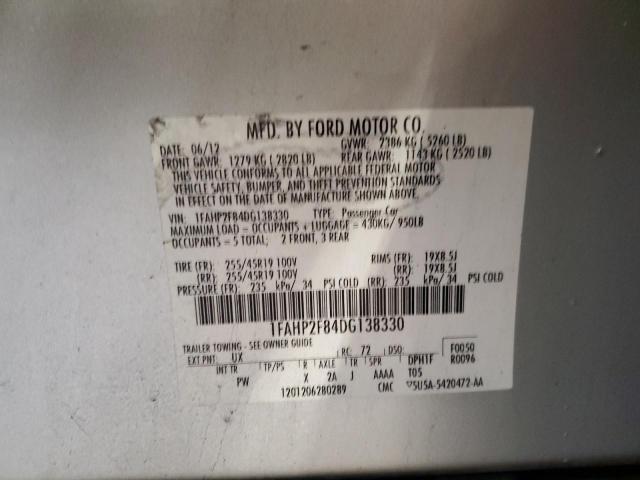 MFD. BY FORD MOTOR CO.
DATE: 06/12 GVWR: 2386 KG ( 5260 LB)
FRONT GAWR: 1279 KG ( 2820 LB) REAR GAWR: 1143 KG ( 2520 LB)
THIS VEHICLE CONFORMS TO ALL APPLICABLE FEDERAL MOTOR
VEHICLE SAFETY, BUMPER, AND THEFT PREVENTION STANDARDS
IN EFFECT ON THE DATE OF MANUFACTURE SHOWN ABOVE.
VIN: 1FAHP2F84DG138330 TYPE: Passenger Car
MAXIMUM LOAD = OCCUPANTS + LUGGAGE = 430KG/ 950LB
OCCUPANTS = 5 TOTAL; 2 FRONT, 3 REAR
TIRE (FR): 255/45R19 100V RIMS (FR): 19X8.5J
(RR): 255/45R19 100V (RR): 19X8.5J
PRESSURE (FR): 235 kPa/ 34 PSI COLD (RR): 235 kPa/ 34 PSI COLD
1FAHP2F84DG138330
TRAILER TOWING - SEE OWNER GUIDE
EXT PNT: UX RC: 72 DSO: F0050
INT TR TP/PS R AXLE TR SPR DPHTF R0096
PW X 2A J AAAA T05
1201206280289 CMC ▽5U5A-5420472-AA